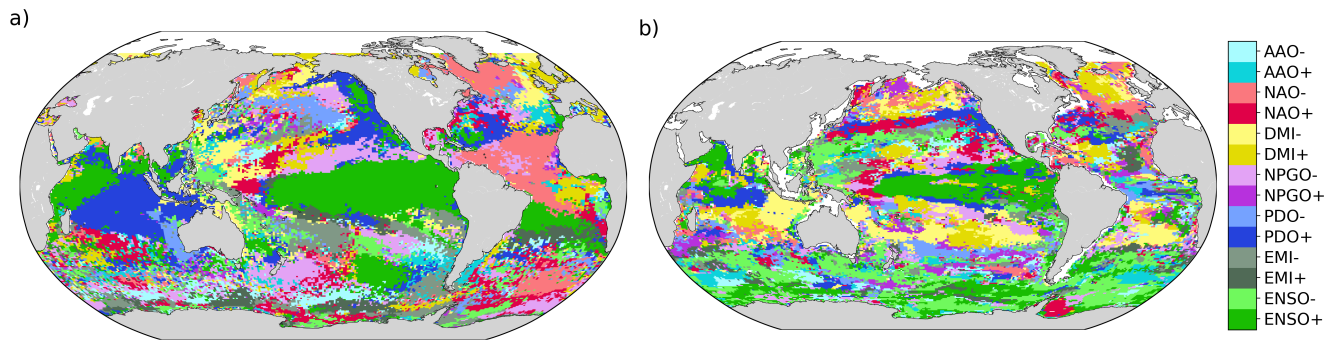 a)
b)
AAO-
AAO+
NAO-
NAO+
DMI-
DMI+
NPGO-
NPGO+
PDO-
PDO+
EMI-
EMI+
ENSO-
ENSO+